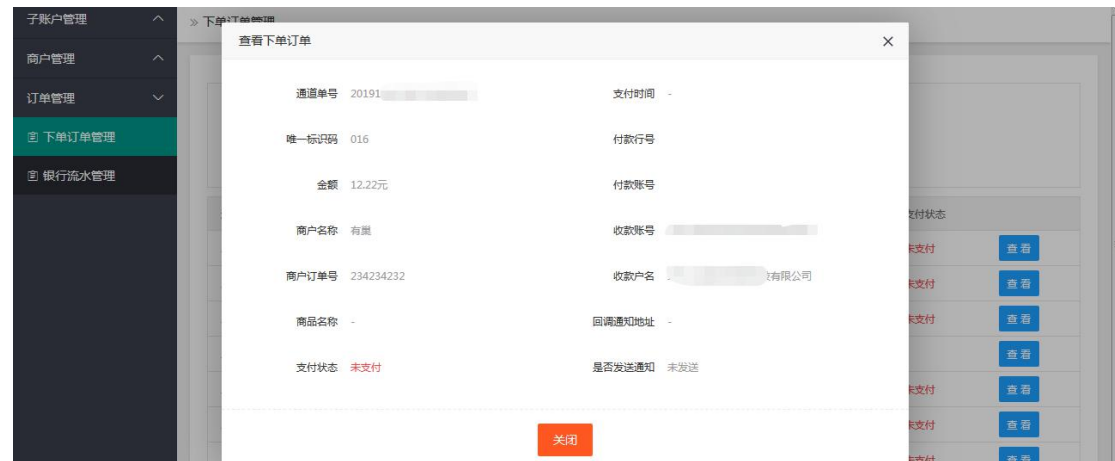 子账户管理
商户管理
订单管理
下单订单管理
银行流水管理
» 下单订单管理
查看下单订单
通道单号 20191
支付时间 -
唯一标识码 016
付款行号
金额 12.22元
付款账号
商户名称 有巢
收款账号
商户订单号 234234232
收款户名 有限公司
商品名称 -
回调通知地址 -
支付状态 未支付
是否发送通知 未发送
关闭
支付状态
未支付 查看
未支付 查看
未支付 查看
查看
未支付 查看
未支付 查看
未支付 查看